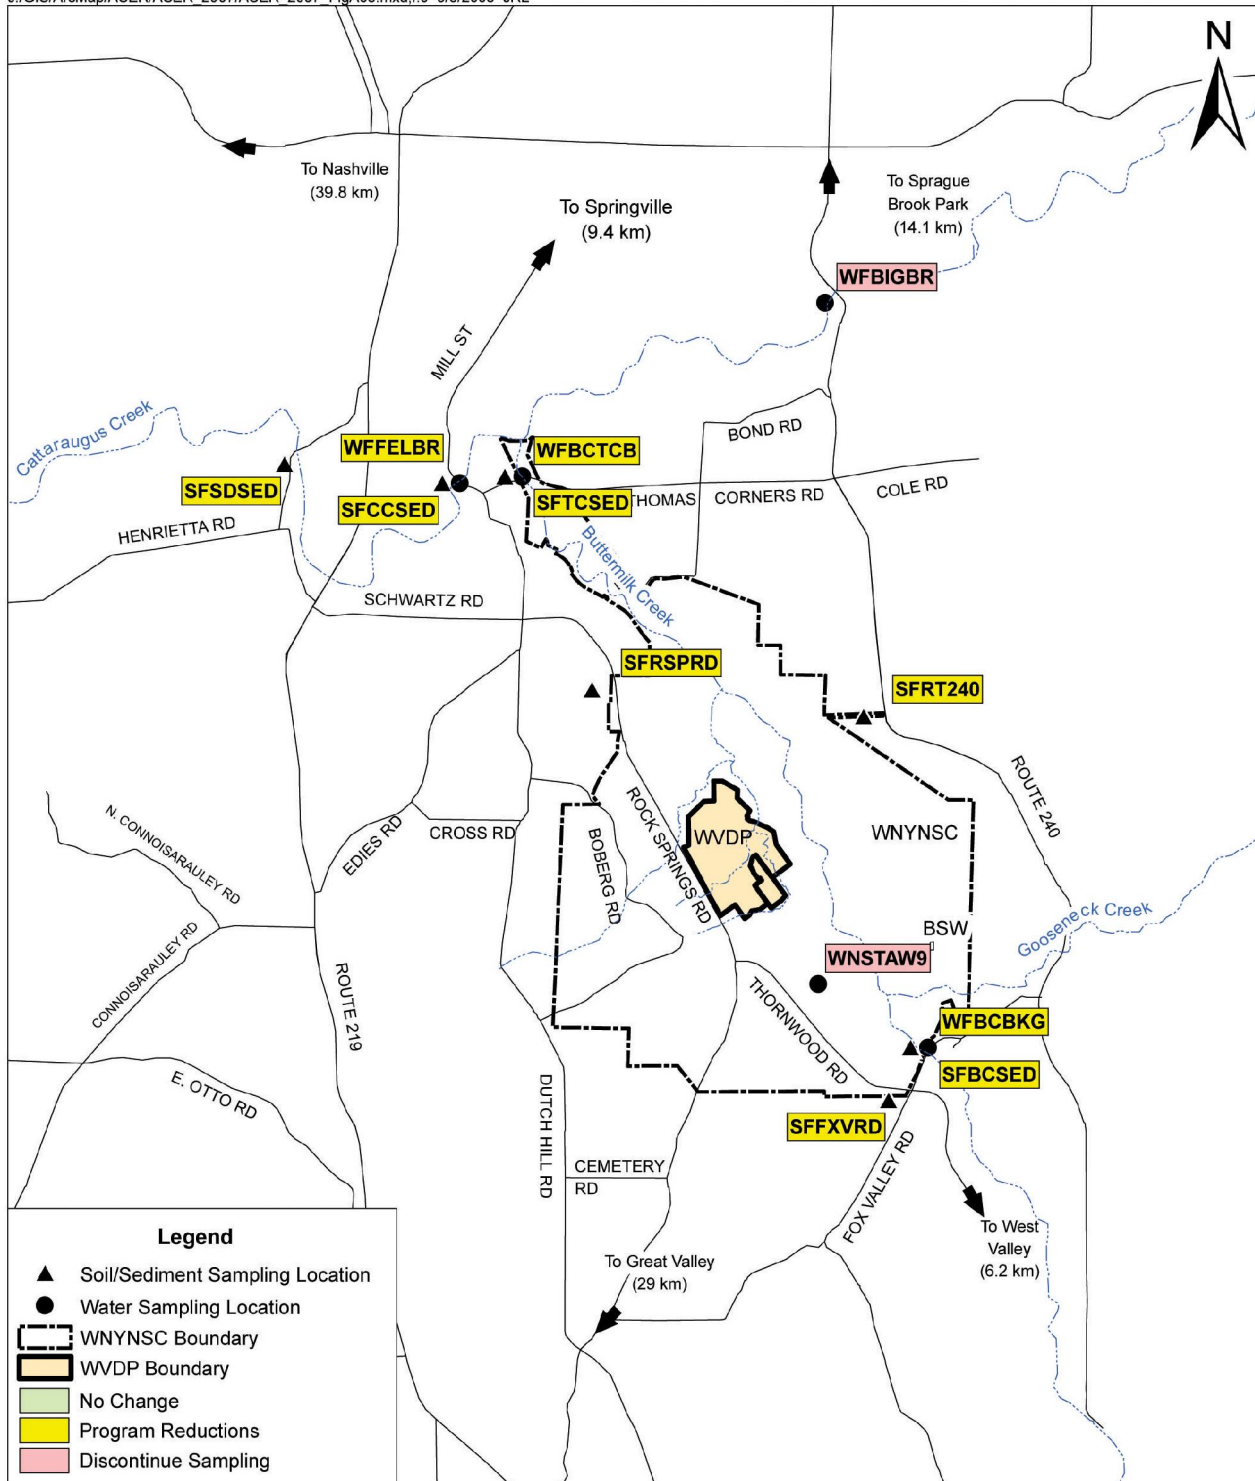 N
To Nashville
(39.8 km)
To Springville
(9.4 km)
To Sprague
Brook Park
(14.1 km)
WFBIGBR
MILL ST
BOND RD
Cattaraugus Creek
WFFELBR
WFBCTCB
SFSDSED
SFCCSED
SFTCSED
THOMAS CORNERS RD
COLE RD
HENRIETTA RD
Buttermilk Creek
SCHWARTZ RD
SFRSPRD
SFRT240
ROUTE 240
N. CONNOISARAULEY RD
EDIES RD
CROSS RD
BOBERG RD
ROCK SPRINGS RD
WVDP
WNYNSC
CONNOISARAULEY RD
BSW
Gooseneck Creek
WNSTAW9
ROUTE 219
THORNWOOD RD
WFBCBKG
SFBCSED
E. OTTO RD
DUTCH HILL RD
SFFXVRD
CEMETERY
RD
FOX VALLEY RD
To West
Valley
(6.2 km)
To Great Valley
(29 km)
Legend
Soil/Sediment Sampling Location
Water Sampling Location
WNYNSC Boundary
WVDP Boundary
No Change
Program Reductions
Discontinue Sampling